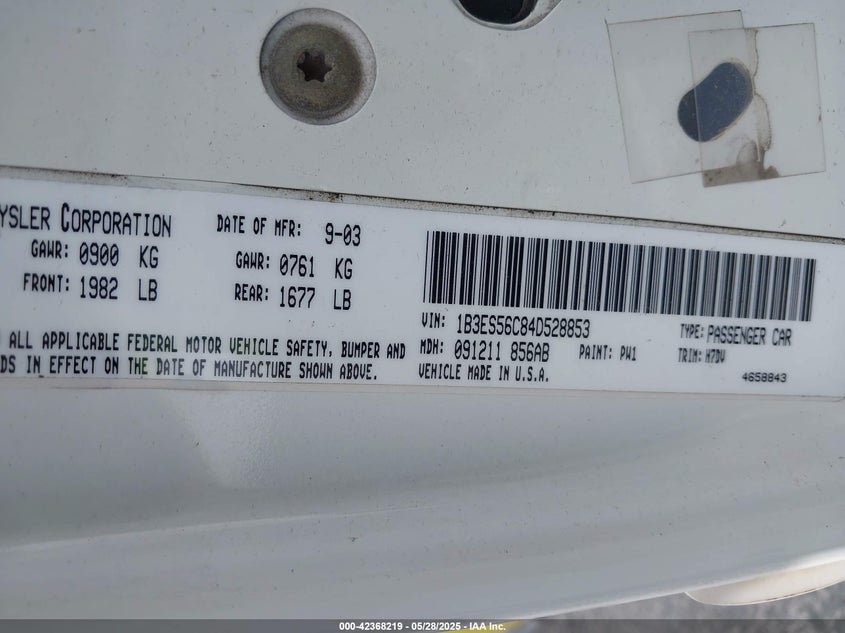 YSLER CORPORATION DATE OF MFR: 9-03
GAWR: 0900 KG GAWR: 0761 KG
FRONT: 1982 LB REAR: 1677 LB
ALL APPLICABLE FEDERAL MOTOR VEHICLE SAFETY, BUMPER AND
DS IN EFFECT ON THE DATE OF MANUFACTURE SHOWN ABOVE.
VIN: 1B3ES56C84D528853 TYPE: PASSENGER CAR
MDH: 091211 856AB PAINT: PW1 TRIM: H7DV
VEHICLE MADE IN U.S.A. 4658843
000-42368219 - 05/28/2025 - IAA Inc.